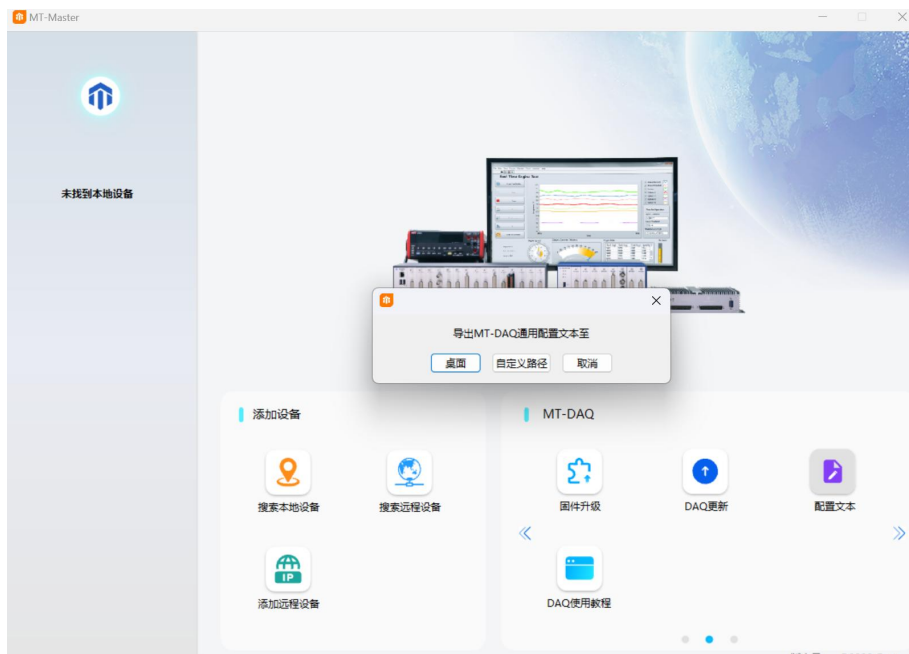 MT-Master
未找到本地设备
Real Time Engine Test
导出MT-DAQ通用配置文本至
桌面
自定义路径
取消
添加设备
搜索本地设备
搜索远程设备
添加远程设备
MT-DAQ
固件升级
DAQ更新
配置文本
DAQ使用教程